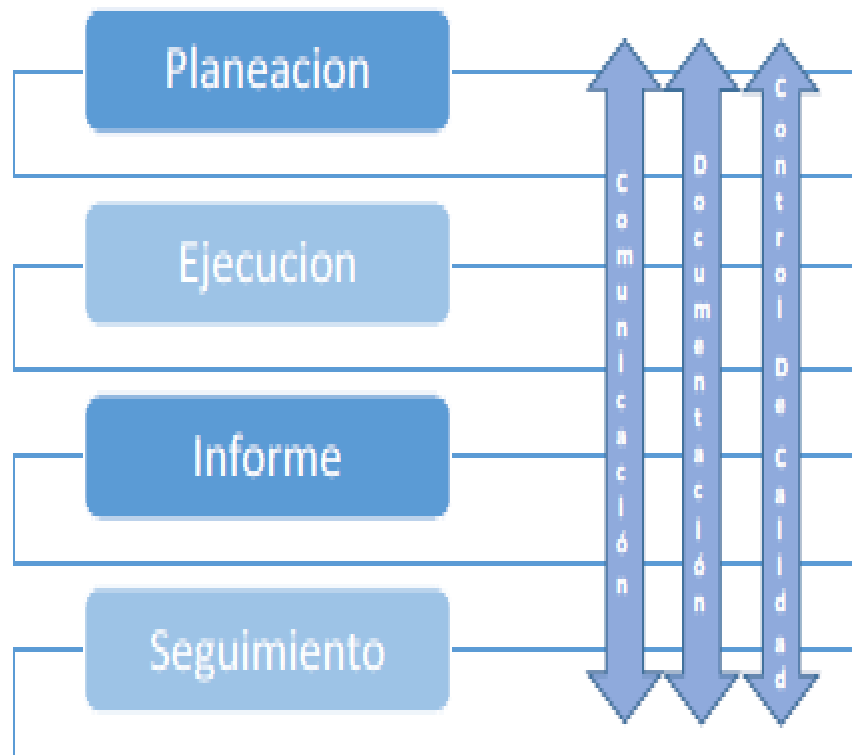 Planeacion
Ejecucion
Informe
Seguimiento
Comunicación
Documentación
Control De Calidad